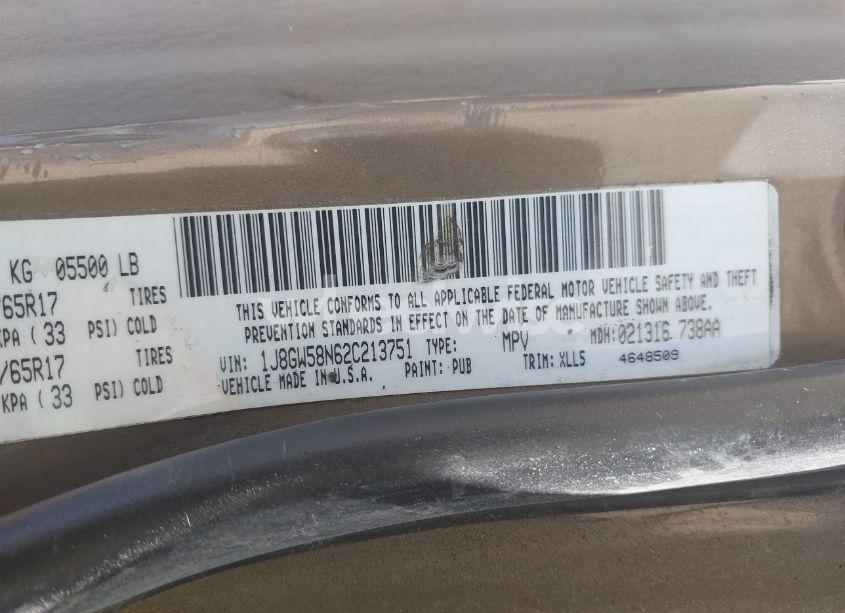 KG 05500 LB
/65R17 TIRES
KPA ( 33 PSI) COLD
/65R17 TIRES
KPA ( 33 PSI) COLD
THIS VEHICLE CONFORMS TO ALL APPLICABLE FEDERAL MOTOR VEHICLE SAFETY AND THEFT
PREVENTION STANDARDS IN EFFECT ON THE DATE OF MANUFACTURE SHOWN ABOVE.
VIN: 1J8GW58N62C213751 TYPE: MPV MDH:021316 738AA
VEHICLE MADE IN U.S.A. PAINT: PUB TRIM: XLL5 4648509